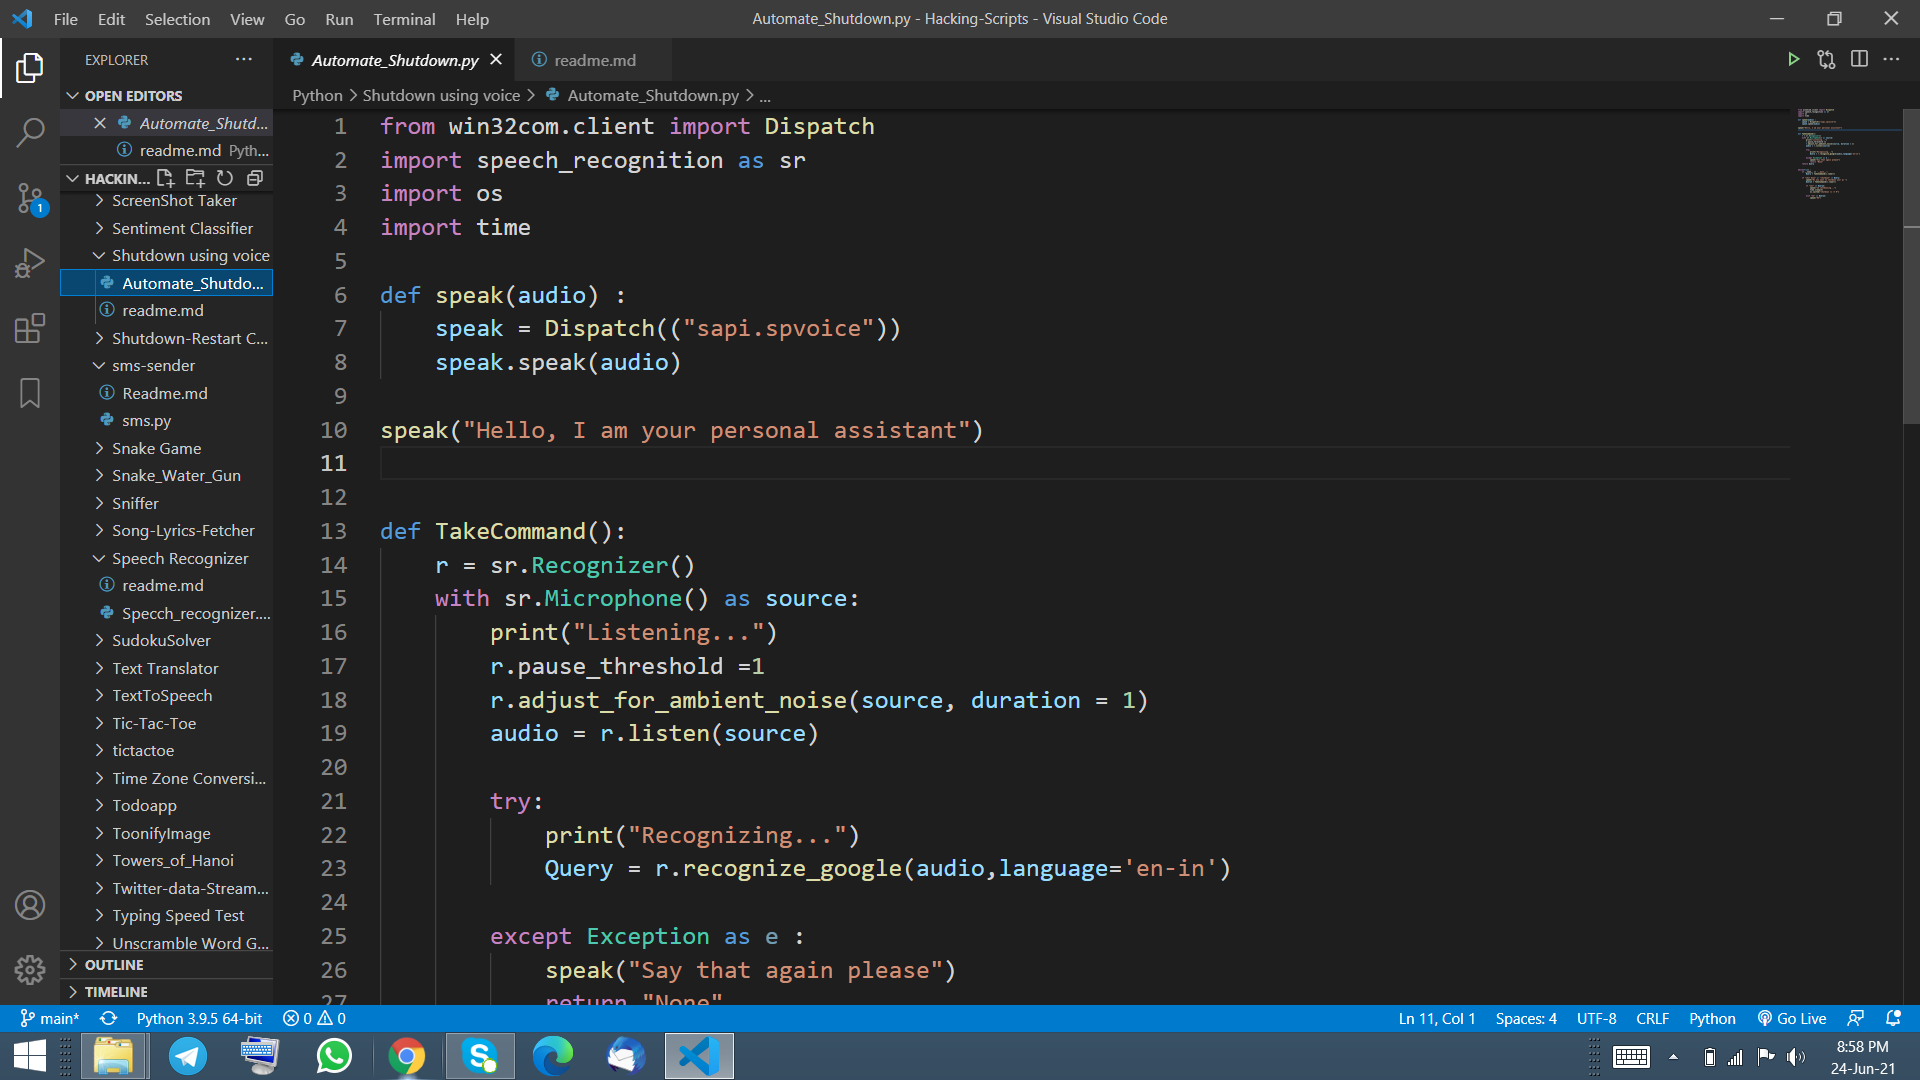 File Edit Selection View Go Run Terminal Help
Automate_Shutdown.py - Hacking-Scripts - Visual Studio Code
EXPLORER
Automate_Shutdown.py
readme.md
OPEN EDITORS
Automate_Shutd...
readme.md Pyth...
HACKIN...
ScreenShot Taker
Sentiment Classifier
Shutdown using voice
Automate_Shutdo...
readme.md
Shutdown-Restart C...
sms-sender
Readme.md
sms.py
Snake Game
Snake_Water_Gun
Sniffer
Song-Lyrics-Fetcher
Speech Recognizer
readme.md
Specch_recognizer....
SudokuSolver
Text Translator
TextToSpeech
Tic-Tac-Toe
tictactoe
Time Zone Conversi...
Todoapp
ToonifyImage
Towers_of_Hanoi
Twitter-data-Stream...
Typing Speed Test
Unscramble Word G...
OUTLINE
TIMELINE
Python > Shutdown using voice > Automate_Shutdown.py > ...
1 from win32com.client import Dispatch
2 import speech_recognition as sr
3 import os
4 import time
5
6 def speak(audio) :
7 speak = Dispatch(("sapi.spvoice"))
8 speak.speak(audio)
9
10 speak("Hello, I am your personal assistant")
11
12
13 def TakeCommand():
14 r = sr.Recognizer()
15 with sr.Microphone() as source:
16 print("Listening...")
17 r.pause_threshold =1
18 r.adjust_for_ambient_noise(source, duration = 1)
19 audio = r.listen(source)
20
21 try:
22 print("Recognizing...")
23 Query = r.recognize_google(audio,language='en-in')
24
25 except Exception as e :
26 speak("Say that again please")
27 return "None"
1
main* Python 3.9.5 64-bit 0 0
Ln 11, Col 1 Spaces: 4 UTF-8 CRLF Python Go Live
8:58 PM
24-Jun-21